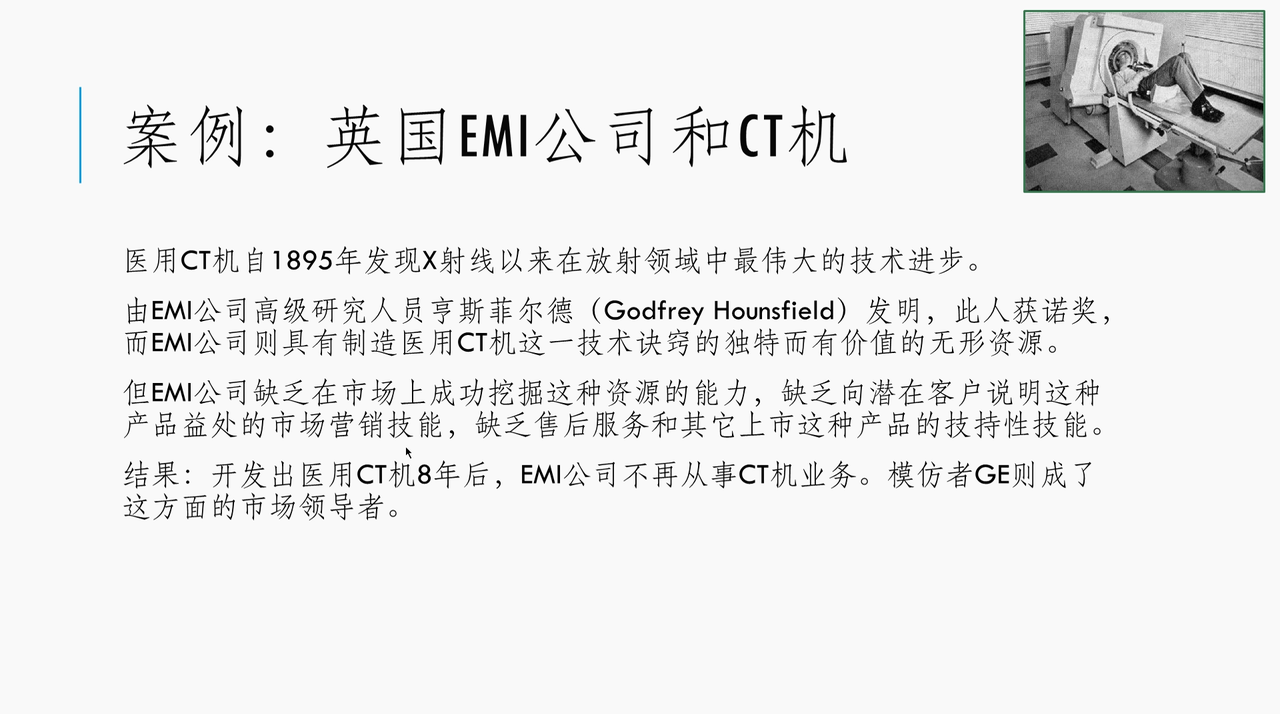 案例：英国EMI公司和CT机
医用CT机自1895年发现X射线以来在放射领域中最伟大的技术进步。
由EMI公司高级研究人员亨斯菲尔德（Godfrey Hounsfield）发明，此人获诺奖，
而EMI公司则具有制造医用CT机这一技术诀窍的独特而有价值的无形资源。
但EMI公司缺乏在市场上成功挖掘这种资源的能力，缺乏向潜在客户说明这种
产品益处的市场营销技能，缺乏售后服务和其它上市这种产品的技持性技能。
结果：开发出医用CT机8年后，EMI公司不再从事CT机业务。模仿者GE则成了
这方面的市场领导者。